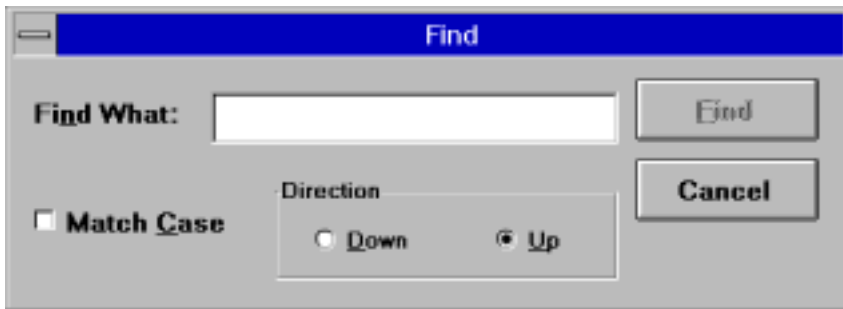 Find
Find What:
Find
Match Case
Direction
Down
Up
Cancel